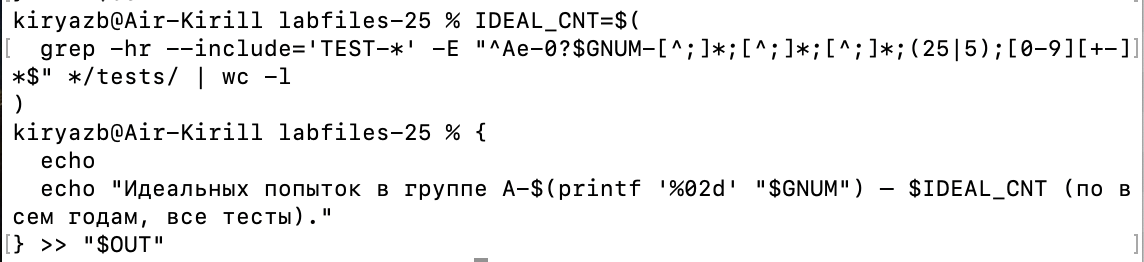 kiryazb@Air-Kirill labfiles-25 % IDEAL_CNT=$(
[  grep -hr --include='TEST-*' -E "^Ae-0?$GNUM-[^;]*;[^;]*;[^;]*;(25|5);[0-9][+-]]
*$" */tests/ | wc -l
)
kiryazb@Air-Kirill labfiles-25 % {
  echo
  echo "Идеальных попыток в группе A-$(printf '%02d' "$GNUM") — $IDEAL_CNT (по в
сем годам, все тесты)."
[} >> "$OUT" ]